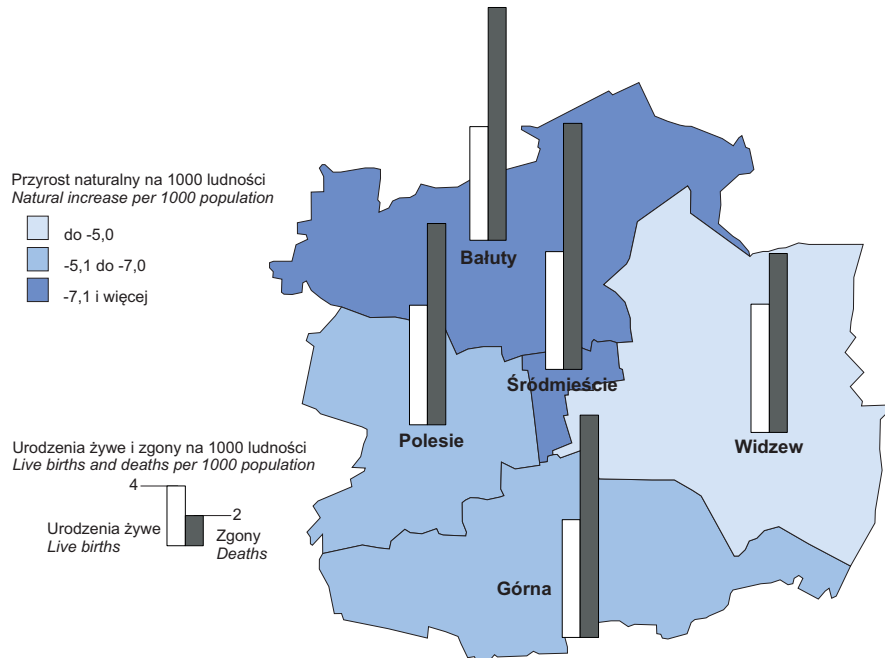 Przyrost naturalny na 1000 ludności
Natural increase per 1000 population
do -5,0
-5,1 do -7,0
-7,1 i więcej
Bałuty
Śródmieście
Polesie
Widzew
Górna
Urodzenia żywe i zgony na 1000 ludności
Live births and deaths per 1000 population
4
2
Urodzenia żywe
Live births
Zgony
Deaths